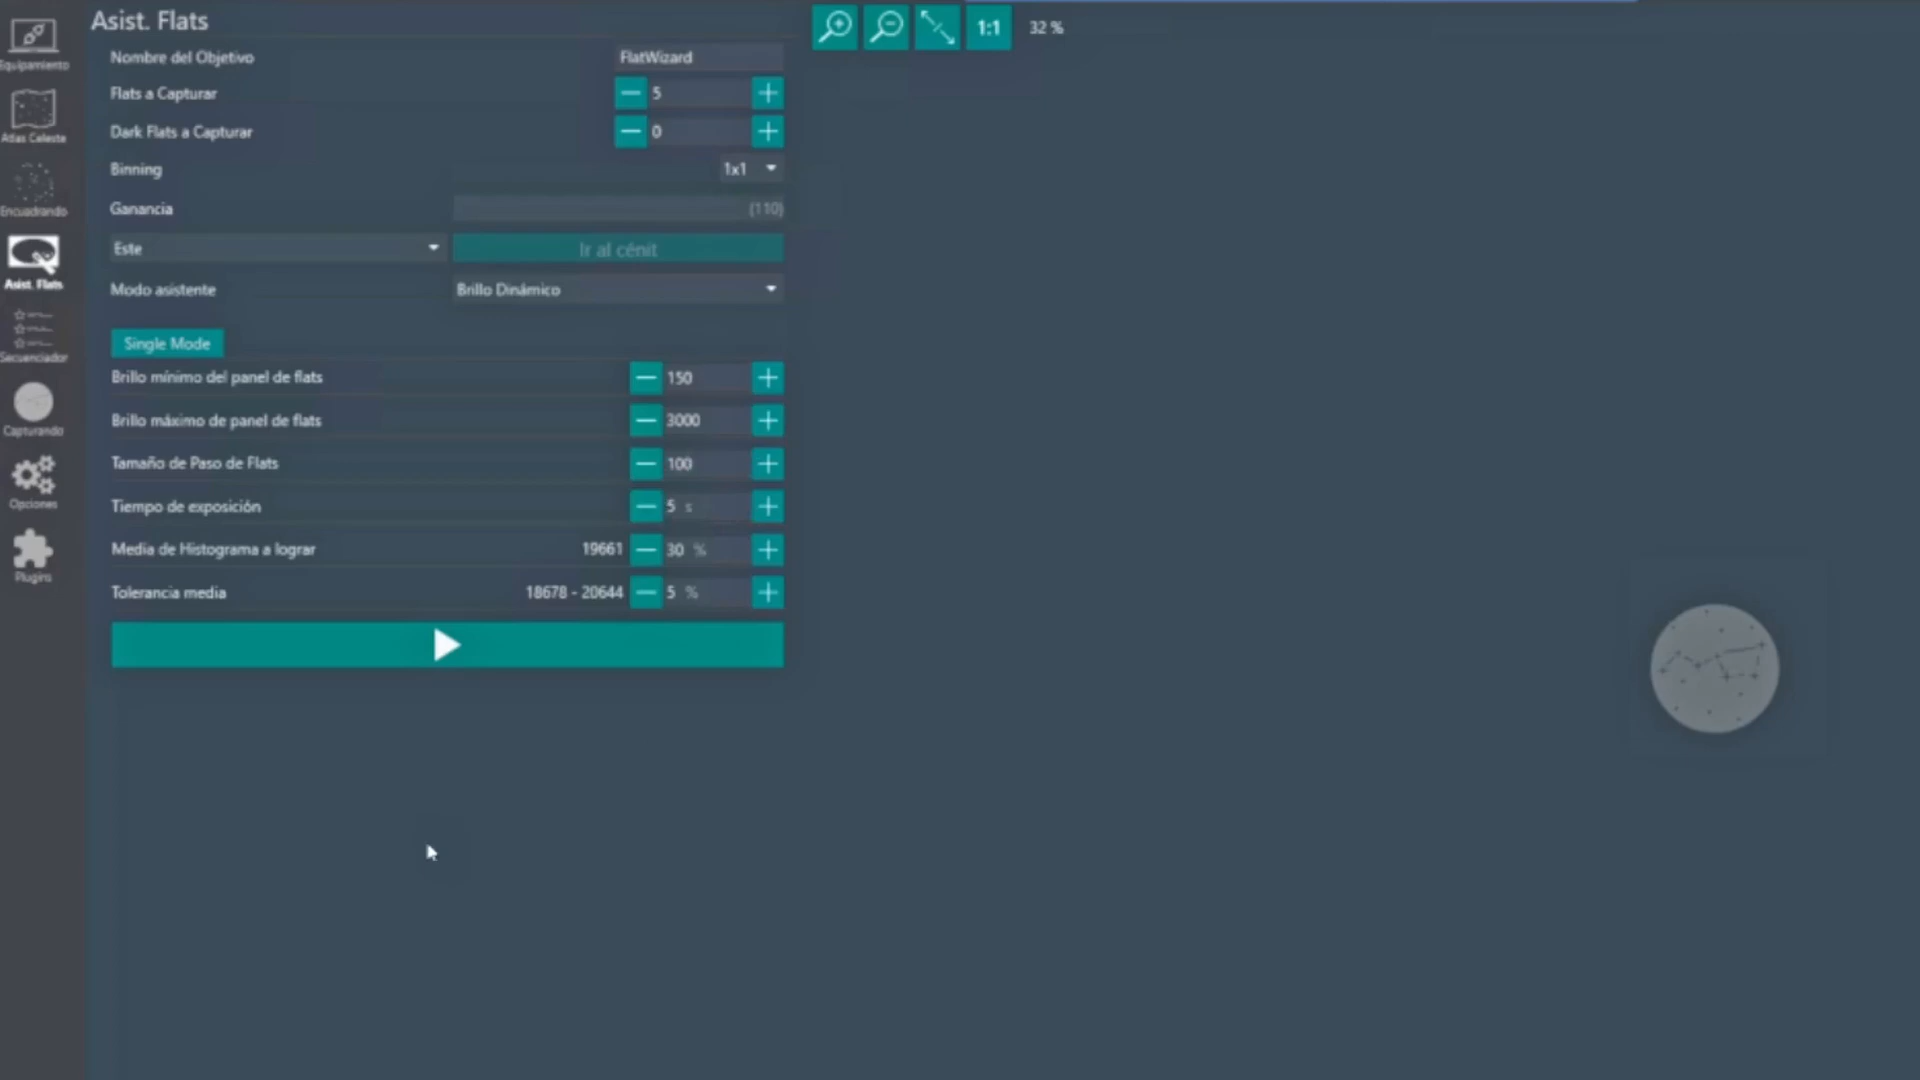 Asist. Flats
32 %
Equipamiento
Atlas Celeste
Encuadrando
Asist. Flats
Secuenciador
Capturando
Opciones
Plugins
Nombre del Objetivo FlatWizard
Flats a Capturar 5
Dark Flats a Capturar 0
Binning 1x1
Ganancia (110)
Este Ir al cénit
Modo asistente Brillo Dinámico
Single Mode
Brillo mínimo del panel de flats 150
Brillo máximo de panel de flats 3000
Tamaño de Paso de Flats 100
Tiempo de exposición 5 s
Media de Histograma a lograr 19661 30 %
Tolerancia media 18678 - 20644 5 %
1:1